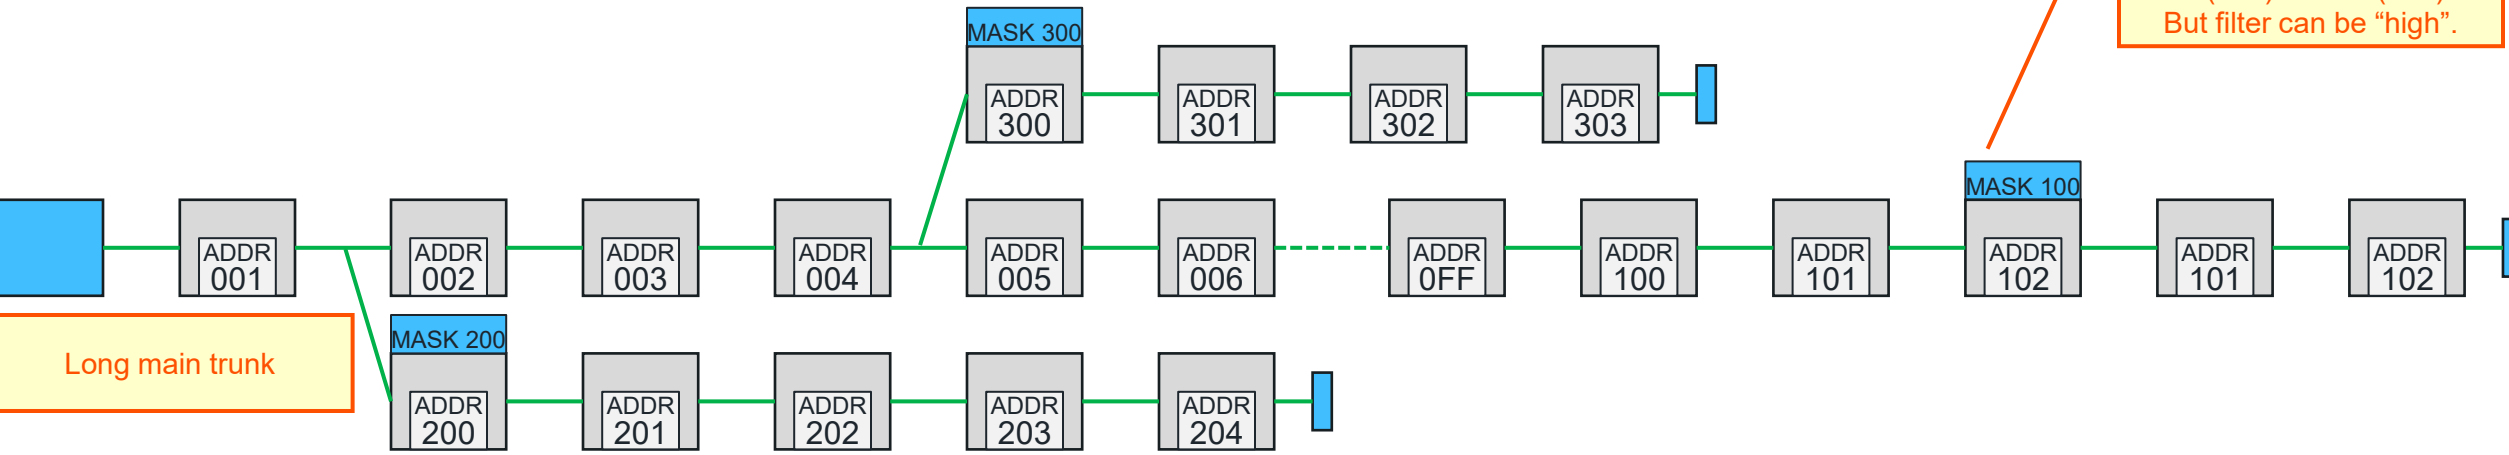 But filter can be “high”.
MASK 300
ADDR
300
ADDR
301
ADDR
302
ADDR
303
MASK 100
ADDR
001
ADDR
002
ADDR
003
ADDR
004
ADDR
005
ADDR
006
ADDR
0FF
ADDR
100
ADDR
101
ADDR
102
ADDR
101
ADDR
102
Long main trunk
MASK 200
ADDR
200
ADDR
201
ADDR
202
ADDR
203
ADDR
204